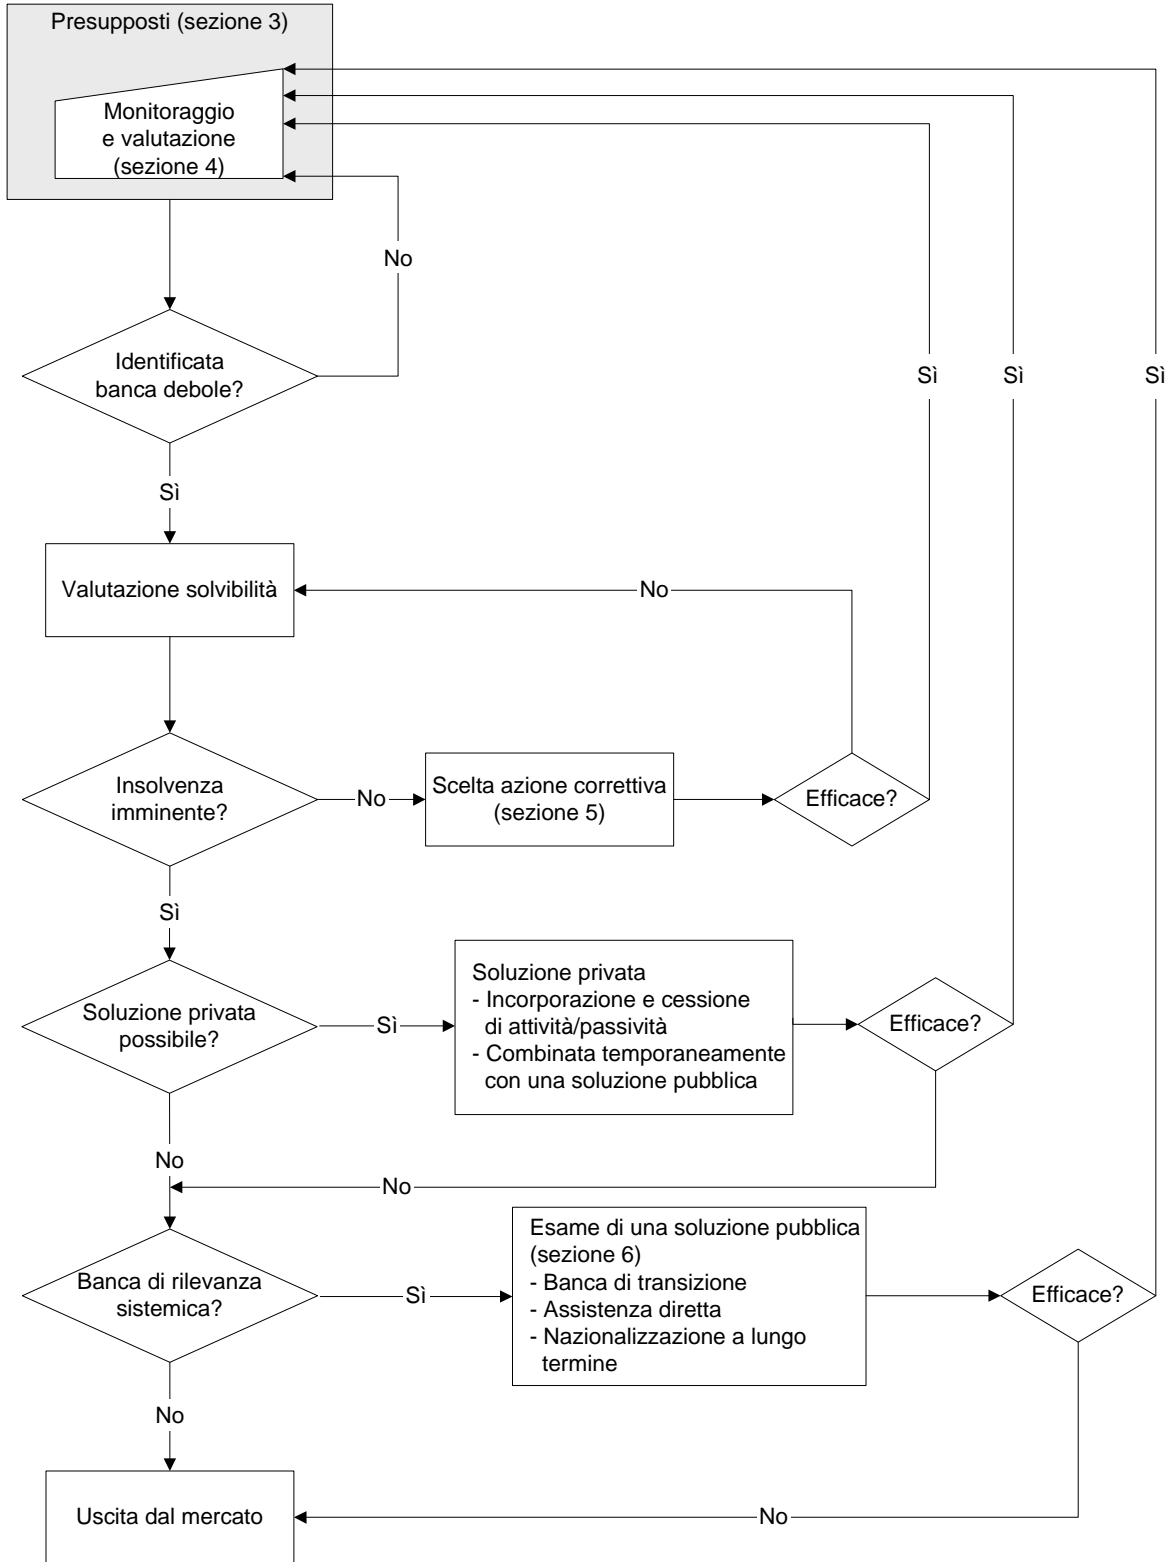 Presupposti (sezione 3)
Monitoraggio
e valutazione
(sezione 4)
No
Identificata
banca debole?
Sì
Sì
Sì
Sì
Valutazione solvibilità
No
Insolvenza
imminente?
No
Scelta azione correttiva
(sezione 5)
Efficace?
Sì
Soluzione privata
possibile?
Sì
Soluzione privata
- Incorporazione e cessione
di attività/passività
- Combinata temporaneamente
con una soluzione pubblica
Efficace?
No
No
Banca di rilevanza
sistemica?
Sì
Esame di una soluzione pubblica
(sezione 6)
- Banca di transizione
- Assistenza diretta
- Nazionalizzazione a lungo
termine
Efficace?
No
Uscita dal mercato
No